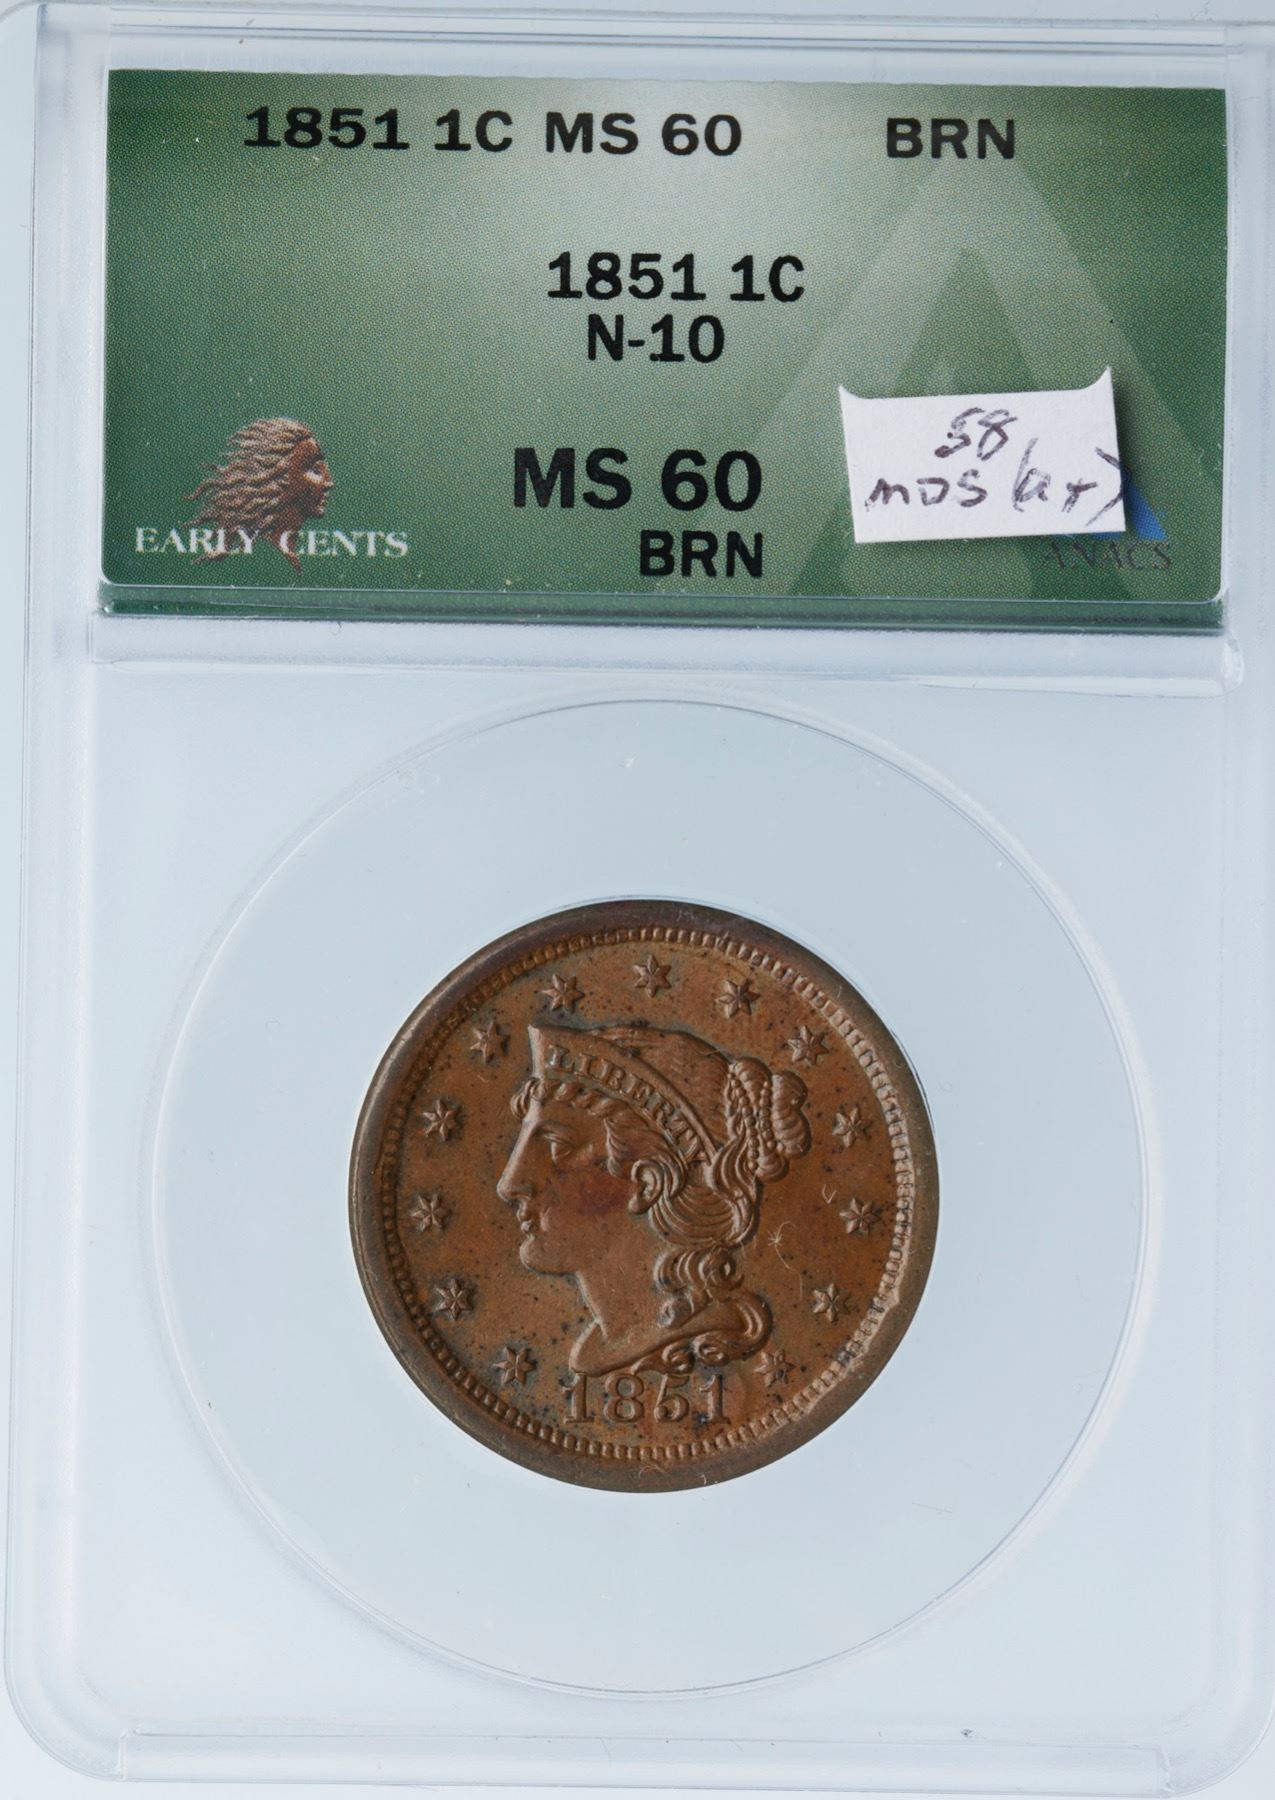 1851 1C MS 60 BRN
1851 1C
N-10
MS 60
BRN
58
MDS (a+)
EARLY CENTS
ANACS
LIBERTY
1851